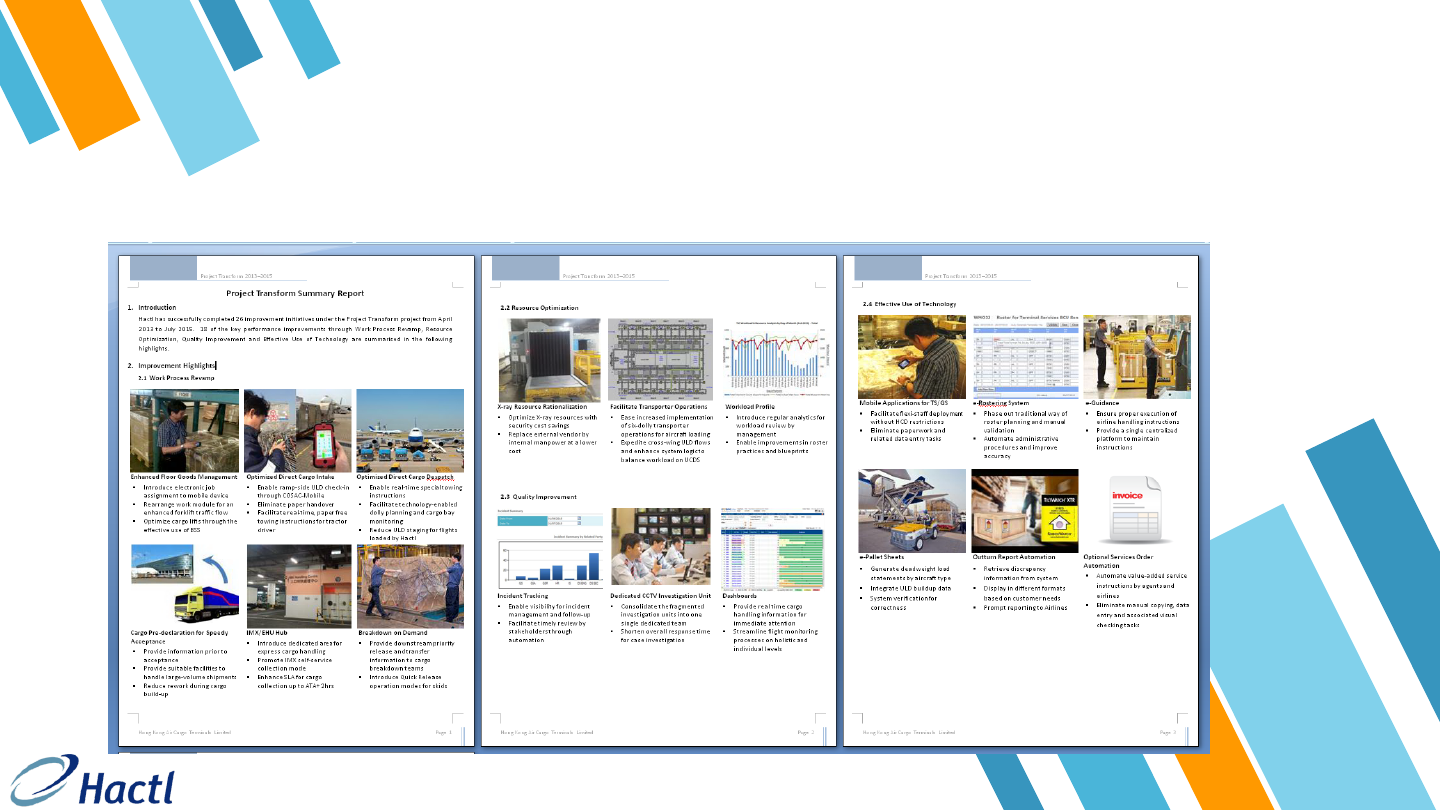 Project Transform 2013–2015
Project Transform Summary Report
1. Introduction
Hactl has successfully completed 26 improvement initiatives under the Project Transform project from April
2013 to July 2015. 18 of the key performance improvements through Work Process Revamp, Resource
Optimization, Quality Improvement and Effective Use of Technology are summarized in the following
highlights.
2. Improvement Highlights
2.1 Work Process Revamp
Enhanced Floor Goods Management
▪ Introduce electronic job
assignment to mobile device
▪ Rearrange work module for an
enhanced forklift traffic flow
▪ Optimize cargo lifts through the
effective use of BSS
Optimized Direct Cargo Intake
▪ Enable ramp-side ULD check-in
through COSAC-Mobile
▪ Eliminate paper handover
▪ Facilitate real-time, paper free
towing instructions for tractor
driver
Optimized Direct Cargo Despatch
▪ Enable real-time special towing
instructions
▪ Facilitate technology-enabled
dolly planning and cargo bay
monitoring
▪ Reduce ULD staging for flights
loaded by Hactl
Cargo Pre-declaration for Speedy
Acceptance
▪ Provide information prior to
acceptance
▪ Provide suitable facilities to
handle large-volume shipments
▪ Reduce rework during cargo
build-up
IMX/EHU Hub
▪ Introduce dedicated area for
express cargo handling
▪ Promote IMX self-service
collection mode
▪ Enhance SLA for cargo
collection up to ATA+ 2hrs
Breakdown on Demand
▪ Provide downstream priority
release and transfer
information to cargo
breakdown teams
▪ Introduce Quick Release
operation modes for skids
Hong Kong Air Cargo Terminals Limited
Page 1
Project Transform 2013–2015
2.2 Resource Optimization
X-ray Resource Rationalization
▪ Optimize X-ray resources with
security cost savings
▪ Replace external vendor by
internal manpower at a lower
cost
Facilitate Transporter Operations
▪ Ease increased implementation
of six-dolly transporter
operations for aircraft loading
▪ Expedite cross-wing ULD flows
and enhance system logic to
balance workload on UCDS
Workload Profile
▪ Introduce regular analytics for
workload review by
management
▪ Enable improvements in roster
practices and blueprints
2.3 Quality Improvement
Incident Tracking
▪ Enable visibility for incident
management and follow-up
▪ Facilitate timely review by
stakeholders through
automation
Dedicated CCTV Investigation Unit
▪ Consolidate the fragmented
investigation units into one
single dedicated team
▪ Shorten overall response time
for case investigation
Dashboards
▪ Provide real time cargo
handling information for
immediate attention
▪ Streamline flight monitoring
processes on holistic and
individual levels
Hong Kong Air Cargo Terminals Limited
Page 2
Project Transform 2013–2015
2.4 Effective Use of Technology
Mobile Applications for TS/GS
▪ Facilitate flexi-staff deployment
without HCD restrictions
▪ Eliminate paperwork and
related data entry tasks
e-Rostering System
▪ Phase out traditional way of
roster planning and manual
validation
▪ Automate administrative
procedures and improve
accuracy
e-Guidance
▪ Ensure proper execution of
airline handling instructions
▪ Provide a single centralized
platform to maintain
instructions
invoice
e-Pallet Sheets
▪ Generate deadweight load
statements by aircraft type
▪ Integrate ULD buildup data
▪ System verification for
correctness
Outturn Report Automation
▪ Retrieve discrepency
information from system
▪ Display in different formats
based on customer needs
▪ Prompt reporting to Airlines
Optional Services Order
Automation
▪ Automate value-added service
instructions by agents and
airlines
▪ Eliminate manual copying, data
entry and associated visual
checking tasks
Hong Kong Air Cargo Terminals Limited
Page 3
Hactl